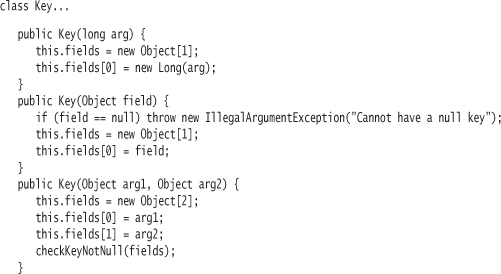 class Key...
public Key(long arg) {
this.fields = new Object[1];
this.fields[0] = new Long(arg);
}
public Key(Object field) {
if (field == null) throw new IllegalArgumentException("Cannot have a null key");
this.fields = new Object[1];
this.fields[0] = field;
}
public Key(Object arg1, Object arg2) {
this.fields = new Object[2];
this.fields[0] = arg1;
this.fields[1] = arg2;
checkKeyNotNull(fields);
}